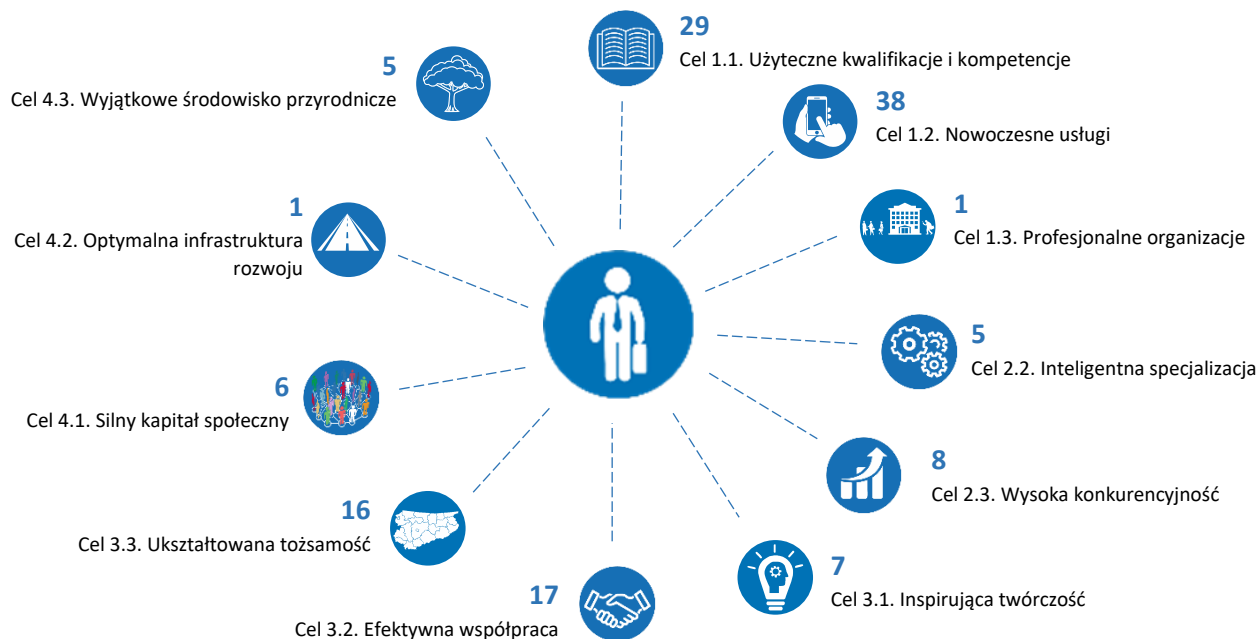 29
Cel 1.1. Użyteczne kwalifikacje i kompetencje
38
Cel 1.2. Nowoczesne usługi
1
Cel 1.3. Profesjonalne organizacje
5
Cel 2.2. Inteligentna specjalizacja
8
Cel 2.3. Wysoka konkurencyjność
7
Cel 3.1. Inspirująca twórczość
17
Cel 3.2. Efektywna współpraca
16
Cel 3.3. Ukształtowana tożsamość
6
Cel 4.1. Silny kapitał społeczny
1
Cel 4.2. Optymalna infrastruktura
rozwoju
5
Cel 4.3. Wyjątkowe środowisko przyrodnicze